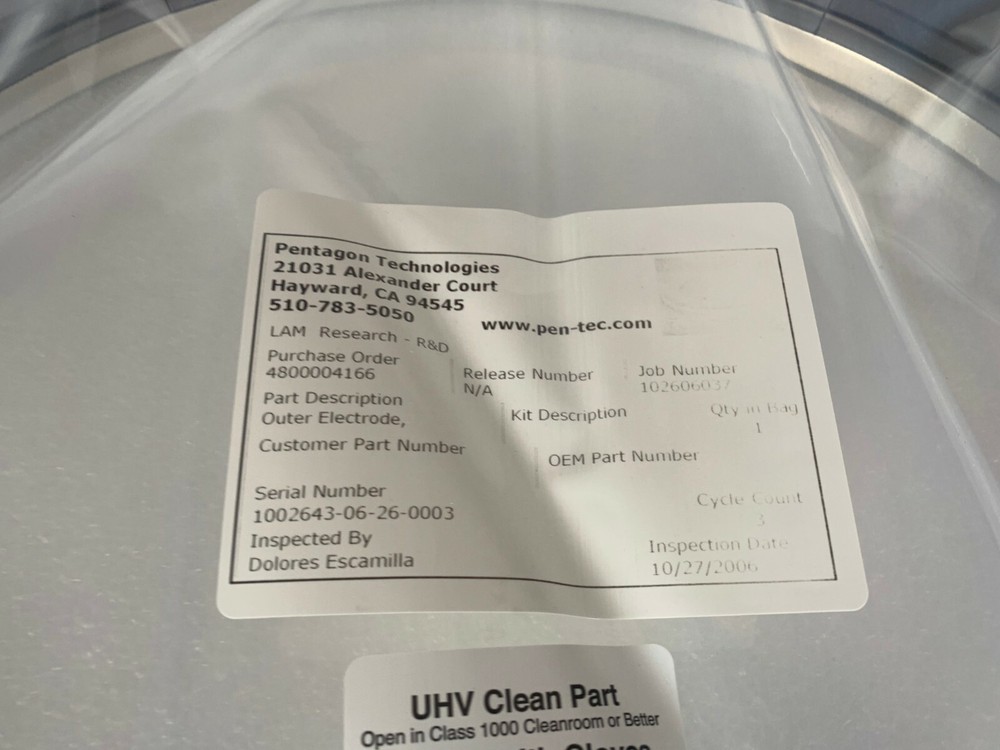 Pentagon Technologies
21031 Alexander Court
Hayward, CA 94545
510-783-5050
www.pen-tec.com
LAM Research - R&D
Purchase Order
4800004166
Release Number
N/A
Job Number
102606037
Part Description
Outer Electrode,
Kit Description
Qty in Bag
1
Customer Part Number
OEM Part Number
Serial Number
1002643-06-26-0003
Cycle Count
3
Inspected By
Dolores Escamilla
Inspection Date
10/27/2006
UHV Clean Part
Open in Class 1000 Cleanroom or Better